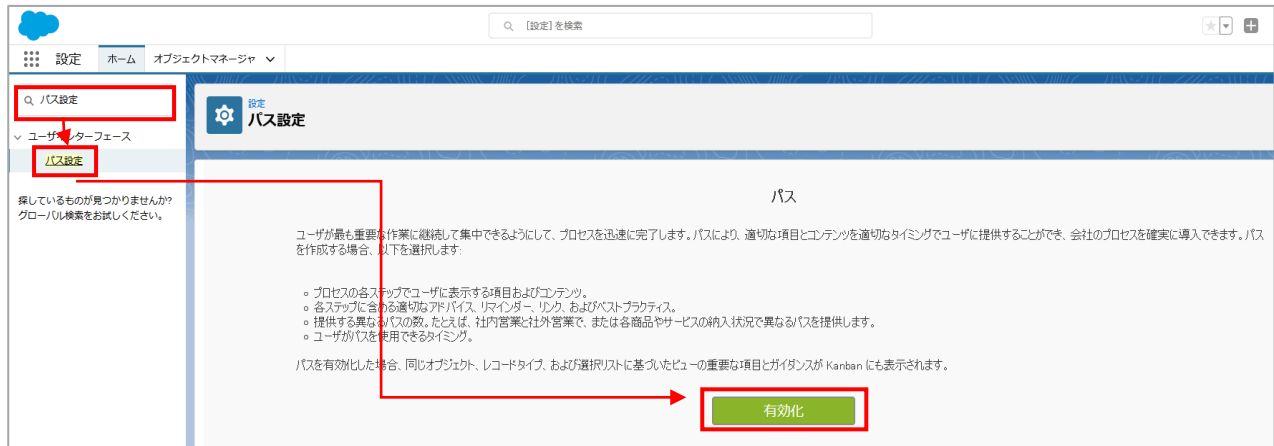 [設定] を検索
設定 ホーム オブジェクトマネージャ
パス設定
ユーザインターフェース
パス設定
探しているものが見つかりませんか?
グローバル検索をお試しください。
設定
パス設定
パス
ユーザが最も重要な作業に継続して集中できるようにして、プロセスを迅速に完了します。パスにより、適切な項目とコンテンツを適切なタイミングでユーザに提供することができ、会社のプロセスを確実に導入できます。パス
を作成する場合、以下を選択します:
プロセスの各ステップでユーザに表示する項目およびコンテンツ。
各ステップに含める適切なアドバイス、リマインダー、リンク、およびベストプラクティス。
提供する異なるパスの数。たとえば、社内営業と社外営業で、または各商品やサービスの納入状況で異なるパスを提供します。
ユーザがパスを使用できるタイミング。
パスを有効化した場合、同じオブジェクト、レコードタイプ、および選択リストに基づいたビューの重要な項目とガイダンスが Kanban にも表示されます。
有効化